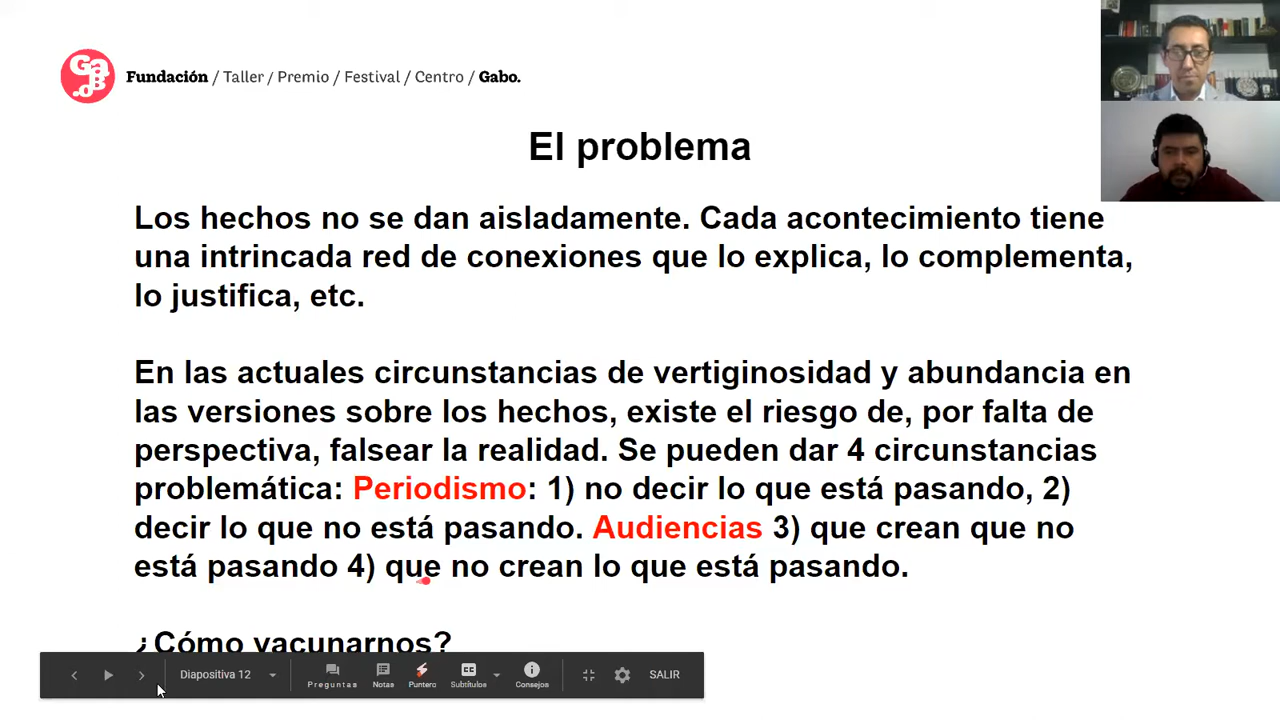 Gabo.
Fundación / Taller / Premio / Festival / Centro / Gabo.
El problema
Los hechos no se dan aisladamente. Cada acontecimiento tiene
una intrincada red de conexiones que lo explica, lo complementa,
lo justifica, etc.
En las actuales circunstancias de vertiginosidad y abundancia en
las versiones sobre los hechos, existe el riesgo de, por falta de
perspectiva, falsear la realidad. Se pueden dar 4 circunstancias
problemática: Periodismo: 1) no decir lo que está pasando, 2)
decir lo que no está pasando. Audiencias 3) que crean que no
está pasando 4) que no crean lo que está pasando.
¿Cómo vacunarnos?
Diapositiva 12
Preguntas
Notas
Puntero
CC
Subtítulos
Consejos
SALIR